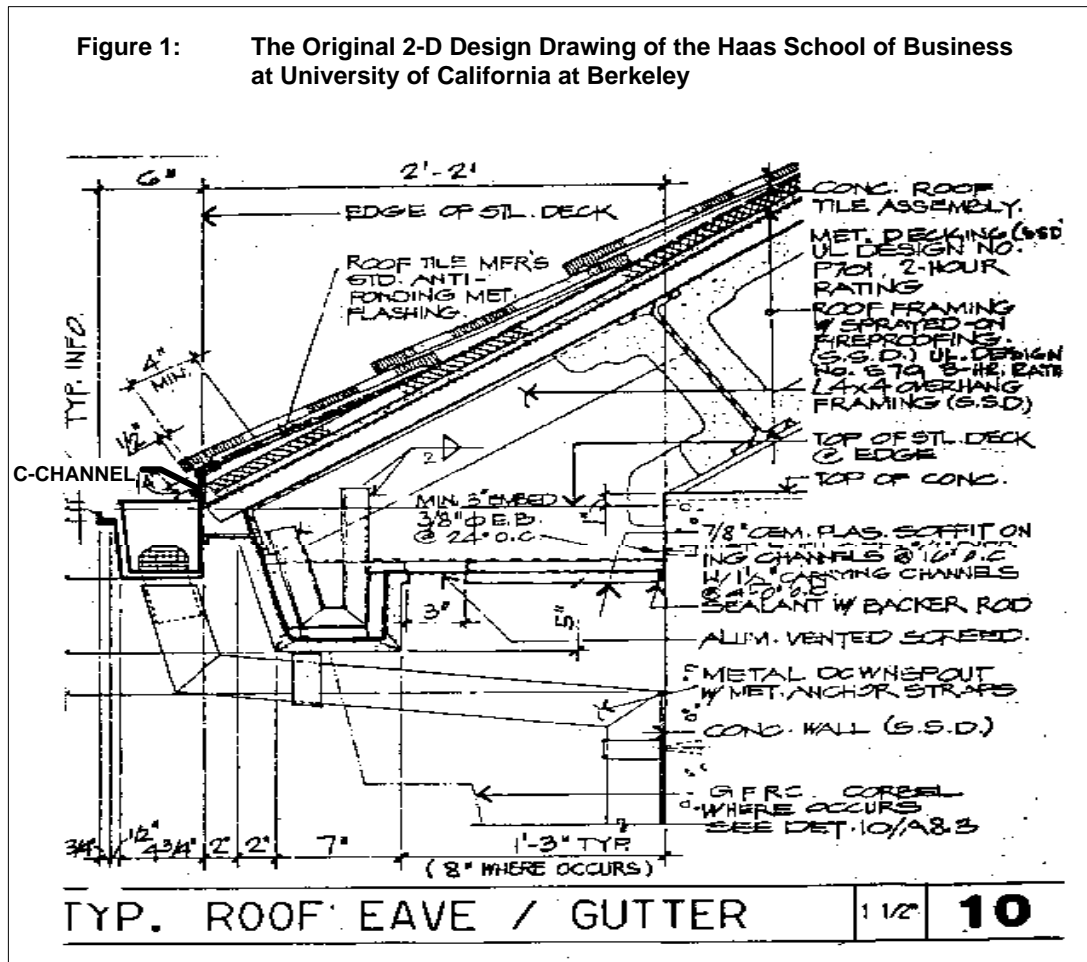 Figure 1: The Original 2-D Design Drawing of the Haas School of Business
at University of California at Berkeley
6"
2'-2"
EDGE OF STL. DECK
CONC. ROOF
TILE ASSEMBLY.
MET. DECKING (SSD
UL DESIGN NO.
P701, 2-HOUR
RATING
ROOF TILE MFR'S
STD. ANTI-
PONDING MET.
FLASHING.
ROOF FRAMING
W/ SPRAYED-ON
FIREPROOFING.
(S.S.D.) UL. DESIGN
L4x4 OVERHANG
FRAMING (S.S.D)
TYP. INFO.
4"
MIN.
1/2"
C-CHANNEL
2
TOP OF STL. DECK
@ EDGE
TOP OF CONC.
MIN. 3" EMBED
3/8" Φ E.B.
@ 24" O.C
7/8" CEM. PLAS. SOFFIT ON
ING CHANNELS @ 16" O.C
W/ 1 1/2" CARRYING CHANNELS
SEALANT W/ BACKER ROD
3"
5"
ALUM. VENTED SCREED.
METAL DOWNSPOUT
W/ MET. ANCHOR STRAPS
CONC. WALL (S.S.D.)
G.F.R.C. CORBEL
WHERE OCCURS
SEE DET. 10/A8.3
3/4" 1/2" 4 3/4" 2" 2" 7" 1'-3" TYP.
(8" WHERE OCCURS)
TYP. ROOF EAVE / GUTTER 1 1/2" 10